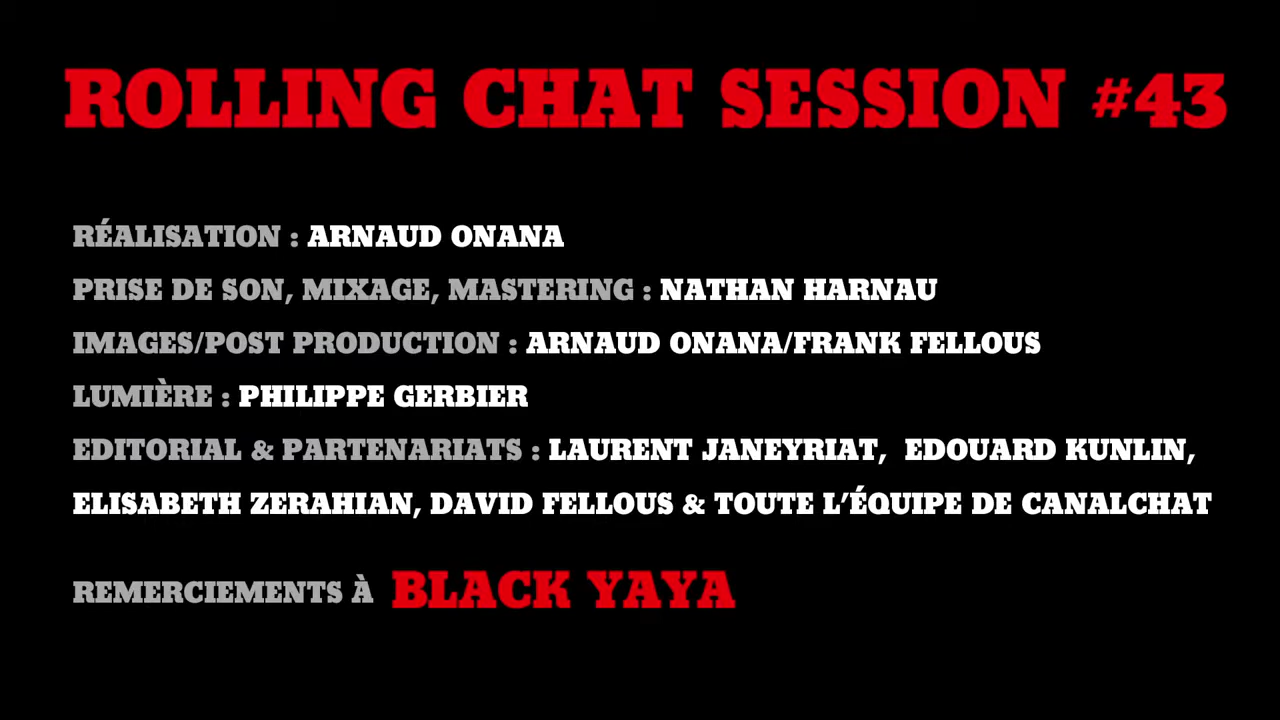 ROLLING CHAT SESSION #43
RÉALISATION : ARNAUD ONANA
PRISE DE SON, MIXAGE, MASTERING : NATHAN HARNAU
IMAGES/POST PRODUCTION : ARNAUD ONANA/FRANK FELLOUS
LUMIÈRE : PHILIPPE GERBIER
EDITORIAL & PARTENARIATS : LAURENT JANEYRIAT, EDOUARD KUNLIN,
ELISABETH ZERAHIAN, DAVID FELLOUS & TOUTE L'ÉQUIPE DE CANALCHAT
REMERCIEMENTS À BLACK YAYA